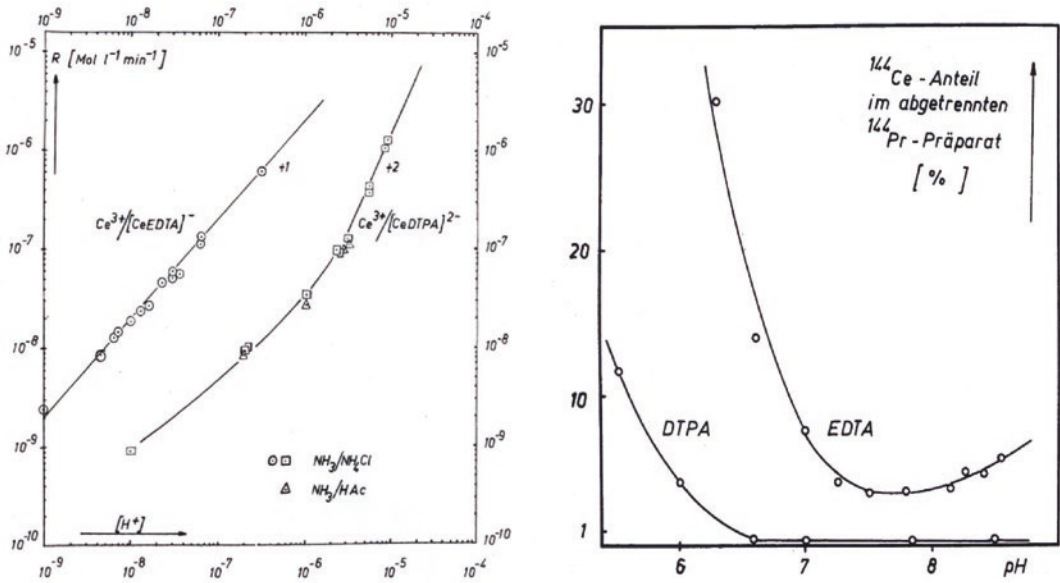 10⁻⁹ 10⁻⁸ 10⁻⁷ 10⁻⁶ 10⁻⁵ 10⁻⁴
10⁻⁵ 10⁻⁵
R [Mol l⁻¹ min⁻¹]
10⁻⁶ 10⁻⁶
+1 +2
Ce³⁺/[CeEDTA]⁻ Ce³⁺/[CeDTPA]²⁻
10⁻⁷ 10⁻⁷
10⁻⁸ 10⁻⁸
10⁻⁹ 10⁻⁹
NH₃/NH₄Cl
NH₃/HAc
[H⁺]
10⁻¹⁰ 10⁻¹⁰
10⁻⁹ 10⁻⁸ 10⁻⁷ 10⁻⁶ 10⁻⁵ 10⁻⁴
¹⁴⁴Ce - Anteil
im abgetrennten
¹⁴⁴Pr - Präparat
[%]
30
20
10
DTPA EDTA
1
6 7 8 pH